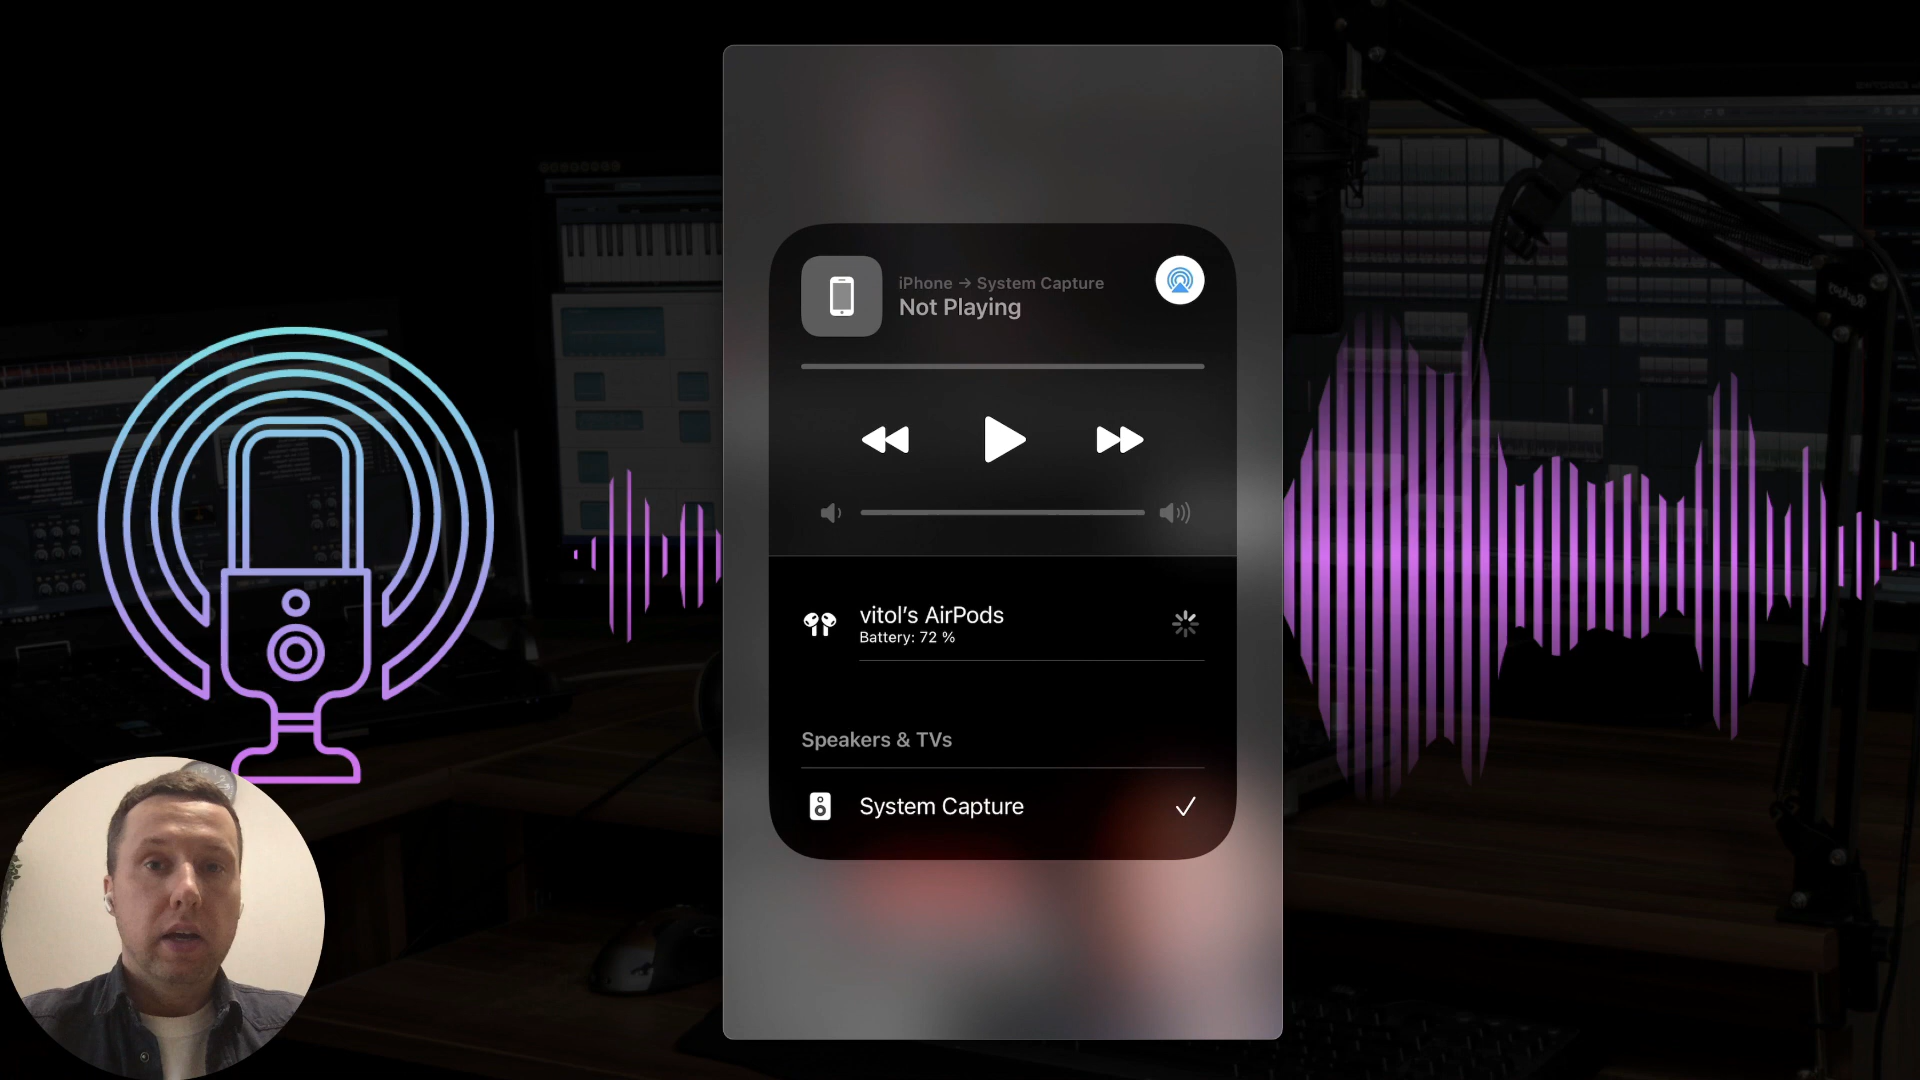 iPhone → System Capture
Not Playing
vitol’s AirPods
Battery: 72 %
Speakers & TVs
System Capture